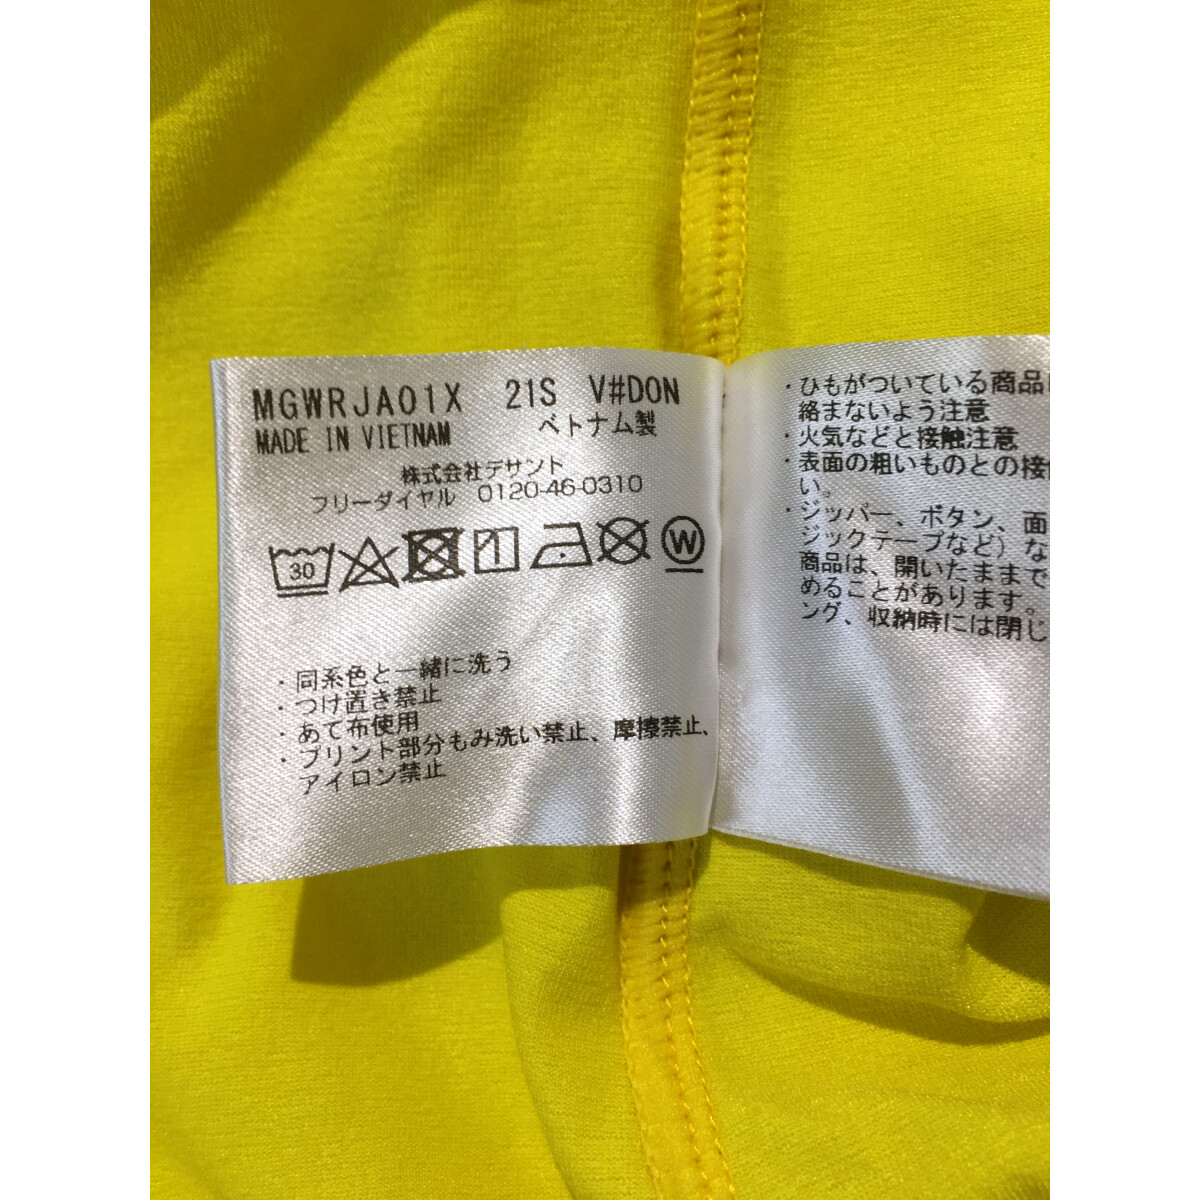 MGWRJA01X 21S V#DON
MADE IN VIETNAM ベトナム製
株式会社デサント
フリーダイヤル 0120-46-0310
30
W
・同系色と一緒に洗う
・つけ置き禁止
・あて布使用
・プリント部分もみ洗い禁止、摩擦禁止、
アイロン禁止
・ひもがついている商品
絡まないよう注意
・火気などと接触注意
・表面の粗いものとの接
い。
・ジッパー、ボタン、面
ジックテープなど）な
商品は、開いたままで
めることがあります。
ング、収納時には閉じ